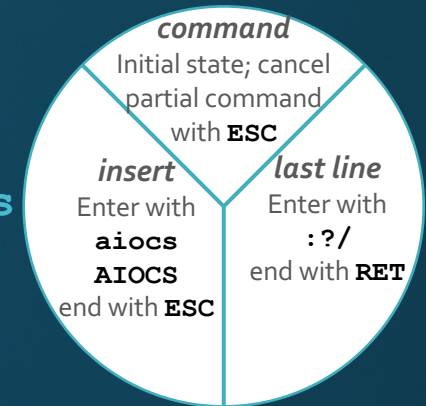 command
Initial state; cancel
partial command
with ESC
insert
Enter with
aiocs
AIOCS
end with ESC
last line
Enter with
:?/
end with RET
s